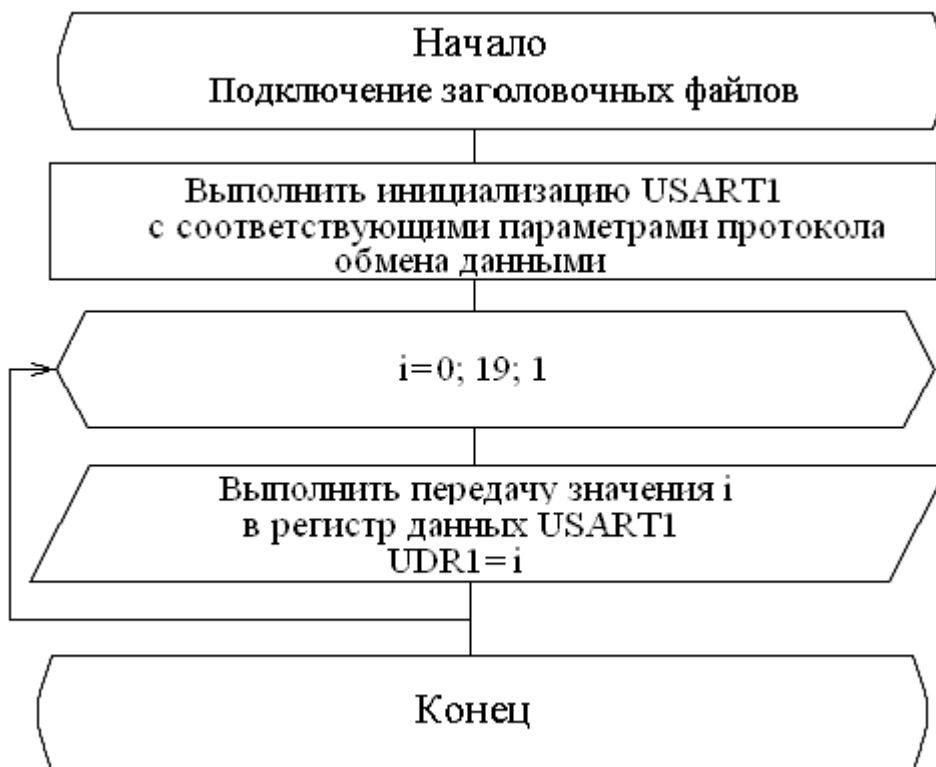 Начало
Подключение заголовочных файлов
Выполнить инициализацию USART1
с соответствующими параметрами протокола
обмена данными
i=0; 19; 1
Выполнить передачу значения i
в регистр данных USART1
UDR1=i
Конец